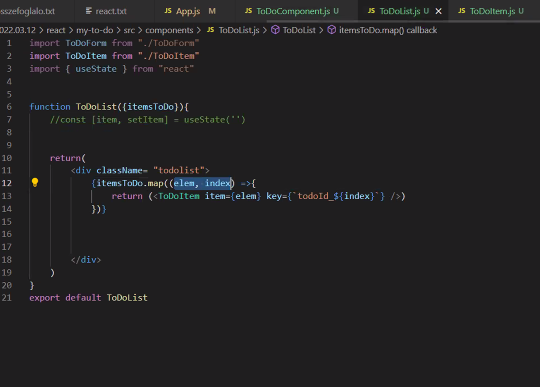 sszefoglalo.txt react.txt JS App.js M JS ToDoComponent.js U JS ToDoList.js U JS ToDoItem.js U
022.03.12 > react > my-to-do > src > components > JS ToDoList.js > ToDoList > itemsToDo.map() callback
1 import ToDoForm from "./ToDoForm"
2 import ToDoItem from "./ToDoItem"
3 import { useState } from "react"
4
5
6 function ToDoList({itemsToDo}){
7 //const [item, setItem] = useState('')
8
9
10 return(
11 <div className= "todolist">
12 {itemsToDo.map((elem, index) =>{
13 return (<ToDoItem item={elem} key={`todoId_${index}`} />)
14 })}
15
16
17
18 </div>
19 )
20 }
21 export default ToDoList